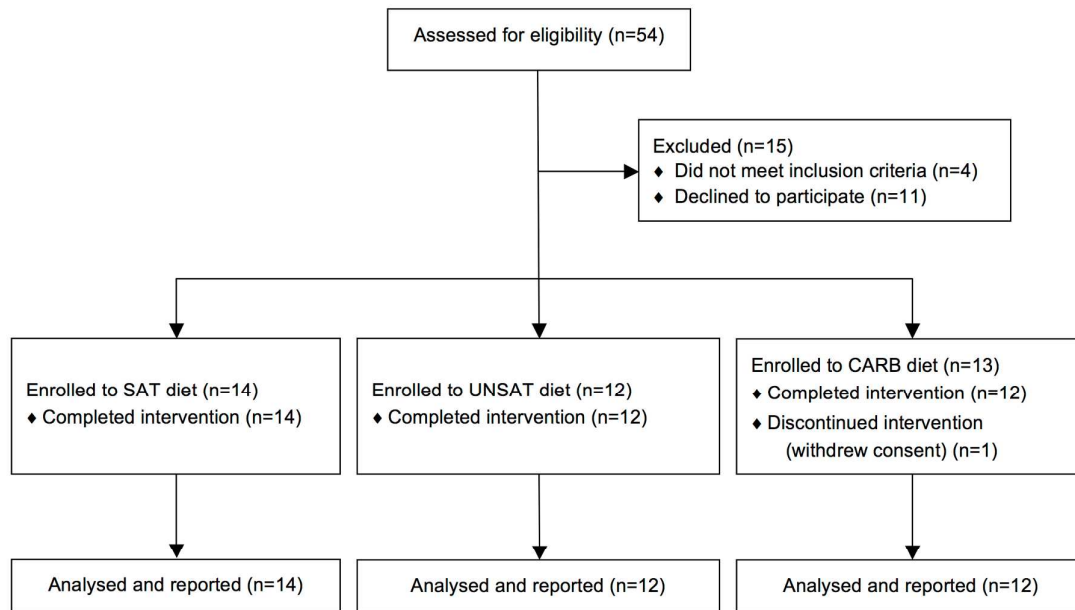 Assessed for eligibility (n=54)
Excluded (n=15)
♦ Did not meet inclusion criteria (n=4)
♦ Declined to participate (n=11)
Enrolled to SAT diet (n=14)
♦ Completed intervention (n=14)
Enrolled to UNSAT diet (n=12)
♦ Completed intervention (n=12)
Enrolled to CARB diet (n=13)
♦ Completed intervention (n=12)
♦ Discontinued intervention
(withdrew consent) (n=1)
Analysed and reported (n=14)
Analysed and reported (n=12)
Analysed and reported (n=12)